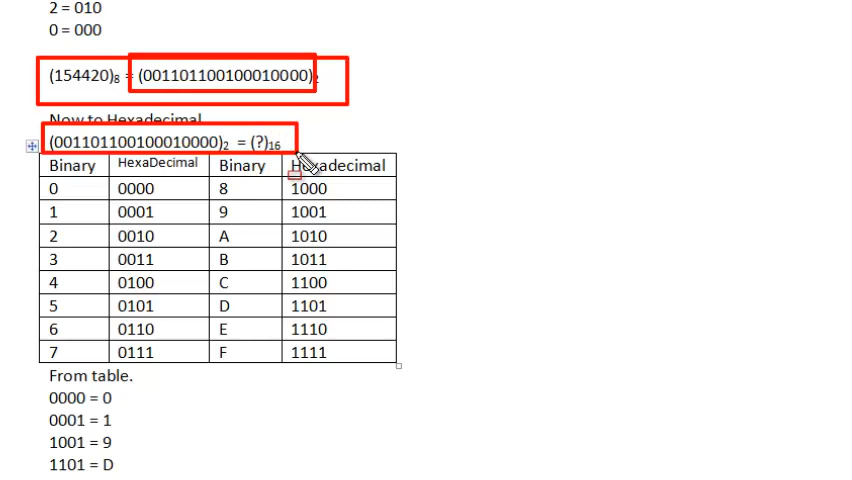 2 = 010
0 = 000
(154420)₈ = (001101100100010000)₂
Now to Hexadecimal
(001101100100010000)₂ = (?)₁₆
Binary HexaDecimal Binary Hexadecimal
0 0000 8 1000
1 0001 9 1001
2 0010 A 1010
3 0011 B 1011
4 0100 C 1100
5 0101 D 1101
6 0110 E 1110
7 0111 F 1111
From table.
0000 = 0
0001 = 1
1001 = 9
1101 = D